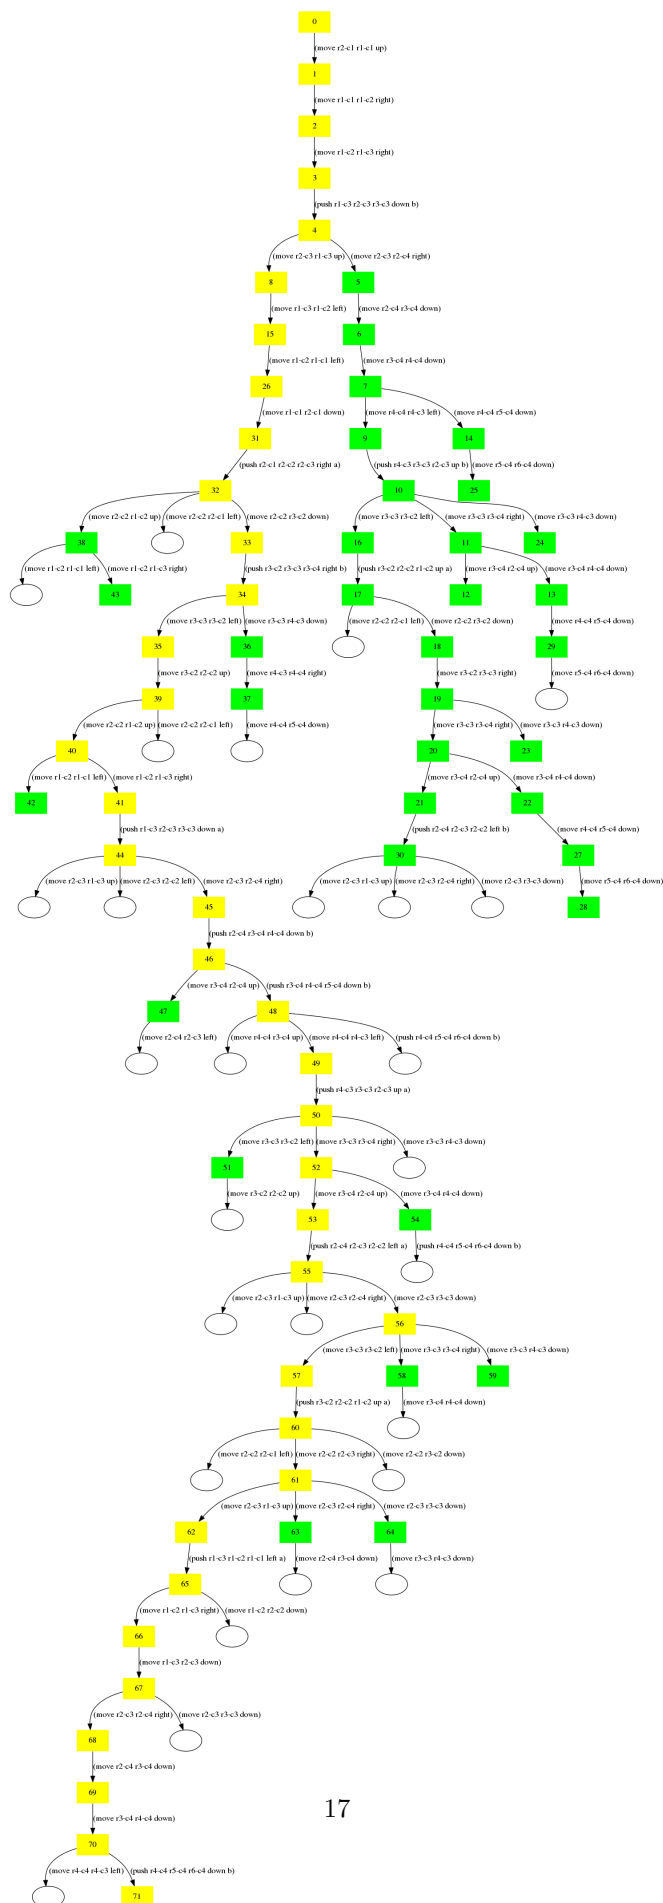 0
(move r2-c1 r1-c1 up)
1
(move r1-c1 r1-c2 right)
2
(move r1-c2 r1-c3 right)
3
(push r1-c3 r2-c3 r3-c3 down b)
4
(move r2-c3 r1-c3 up) (move r2-c3 r2-c4 right)
8 5
(move r1-c3 r1-c2 left) (move r2-c4 r3-c4 down)
15 6
(move r1-c2 r1-c1 left) (move r3-c4 r4-c4 down)
26 7
(move r1-c1 r2-c1 down) (move r4-c4 r4-c3 left) (move r4-c4 r5-c4 down)
31 9 14
(push r2-c1 r2-c2 r2-c3 right a) (push r4-c3 r3-c3 r2-c3 up b) (move r5-c4 r6-c4 down)
32 10 25
(move r2-c2 r1-c2 up) (move r2-c2 r2-c1 left) (move r2-c2 r3-c2 down) (move r3-c3 r3-c2 left) (move r3-c3 r3-c4 right) (move r3-c3 r4-c3 down)
38 33 16 11 24
(move r1-c2 r1-c1 left) (move r1-c2 r1-c3 right) (push r3-c2 r3-c3 r3-c4 right b) (push r3-c2 r2-c2 r1-c2 up a) (move r3-c4 r2-c4 up) (move r3-c4 r4-c4 down)
43 34 17 12 13
(move r3-c3 r3-c2 left) (move r3-c3 r4-c3 down) (move r2-c2 r2-c1 left) (move r2-c2 r3-c2 down) (move r4-c4 r5-c4 down)
35 36 18 29
(move r3-c2 r2-c2 up) (move r4-c3 r4-c4 right) (move r3-c2 r3-c3 right) (move r5-c4 r6-c4 down)
39 37 19
(move r2-c2 r1-c2 up) (move r2-c2 r2-c1 left) (move r4-c4 r5-c4 down) (move r3-c3 r3-c4 right) (move r3-c3 r4-c3 down)
40 20 23
(move r1-c2 r1-c1 left) (move r1-c2 r1-c3 right) (move r3-c4 r2-c4 up) (move r3-c4 r4-c4 down)
42 41 21 22
(push r1-c3 r2-c3 r3-c3 down a) (push r2-c4 r2-c3 r2-c2 left b) (move r4-c4 r5-c4 down)
44 30 27
(move r2-c3 r1-c3 up) (move r2-c3 r2-c2 left) (move r2-c3 r2-c4 right) (move r2-c3 r1-c3 up) (move r2-c3 r2-c4 right) (move r2-c3 r3-c3 down) (move r5-c4 r6-c4 down)
45 28
(push r2-c4 r3-c4 r4-c4 down b)
46
(move r3-c4 r2-c4 up) (push r3-c4 r4-c4 r5-c4 down b)
47 48
(move r2-c4 r2-c3 left) (move r4-c4 r3-c4 up) (move r4-c4 r4-c3 left) (push r4-c4 r5-c4 r6-c4 down b)
49
(push r4-c3 r3-c3 r2-c3 up a)
50
(move r3-c3 r3-c2 left) (move r3-c3 r3-c4 right) (move r3-c3 r4-c3 down)
51 52
(move r3-c2 r2-c2 up) (move r3-c4 r2-c4 up) (move r3-c4 r4-c4 down)
53 54
(push r2-c4 r2-c3 r2-c2 left a) (push r4-c4 r5-c4 r6-c4 down b)
55
(move r2-c3 r1-c3 up) (move r2-c3 r2-c4 right) (move r2-c3 r3-c3 down)
56
(move r3-c3 r3-c2 left) (move r3-c3 r3-c4 right) (move r3-c3 r4-c3 down)
57 58 59
(push r3-c2 r2-c2 r1-c2 up a) (move r3-c4 r4-c4 down)
60
(move r2-c2 r2-c1 left) (move r2-c2 r2-c3 right) (move r2-c2 r3-c2 down)
61
(move r2-c3 r1-c3 up) (move r2-c3 r2-c4 right) (move r2-c3 r3-c3 down)
62 63 64
(push r1-c3 r1-c2 r1-c1 left a) (move r2-c4 r3-c4 down) (move r3-c3 r4-c3 down)
65
(move r1-c2 r1-c3 right) (move r1-c2 r2-c2 down)
66
(move r1-c3 r2-c3 down)
67
(move r2-c3 r2-c4 right) (move r2-c3 r3-c3 down)
68
(move r2-c4 r3-c4 down)
69
17
(move r3-c4 r4-c4 down)
70
(move r4-c4 r4-c3 left) (push r4-c4 r5-c4 r6-c4 down b)
71